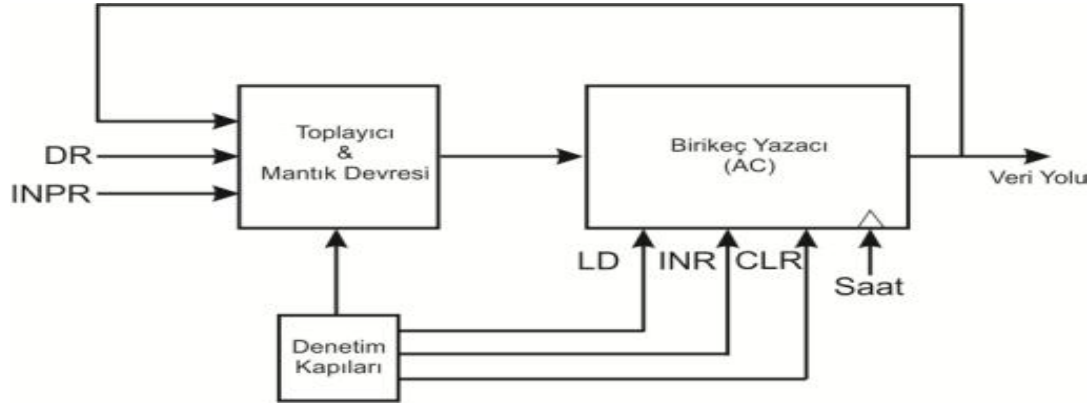 Toplayıcı
&
Mantık Devresi
Birikeç Yazacı
(AC)
DR
INPR
Veri Yolu
LD
INR
CLR
Saat
Denetim
Kapıları